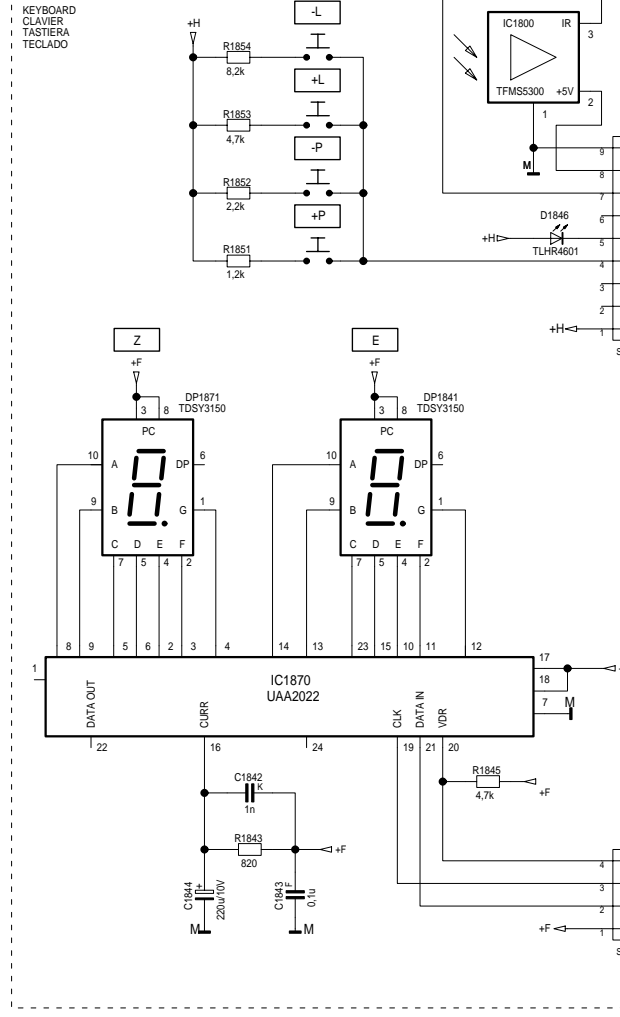 KEYBOARD
CLAVIER
TASTIERA
TECLADO
+H
-L
R1854
8,2k
+L
R1853
4,7k
-P
R1852
2,2k
+P
R1851
1,2k
IC1800
IR
3
TFMS5300
+5V
2
1
M
9
8
7
6
5
4
3
2
1
D1846
+H
TLHR4601
+H
S
Z
+F
DP1871
TDSY3150
3
8
PC
10
A
DP
6
9
B
G
1
C
D
E
F
7
5
4
2
E
+F
DP1841
TDSY3150
3
8
PC
10
A
DP
6
9
B
G
1
C
D
E
F
7
5
4
2
8
9
5
6
2
3
4
14
13
23
15
10
11
12
1
IC1870
UAA2022
17
18
7
M
DATA OUT
CURR
CLK
DATA IN
VDR
22
16
24
19
21
20
C1842
K
1n
R1845
4,7k
+F
R1843
820
+F
C1844
+
220u/10V
C1843
F
0,1u
M
M
4
3
2
1
+F
S